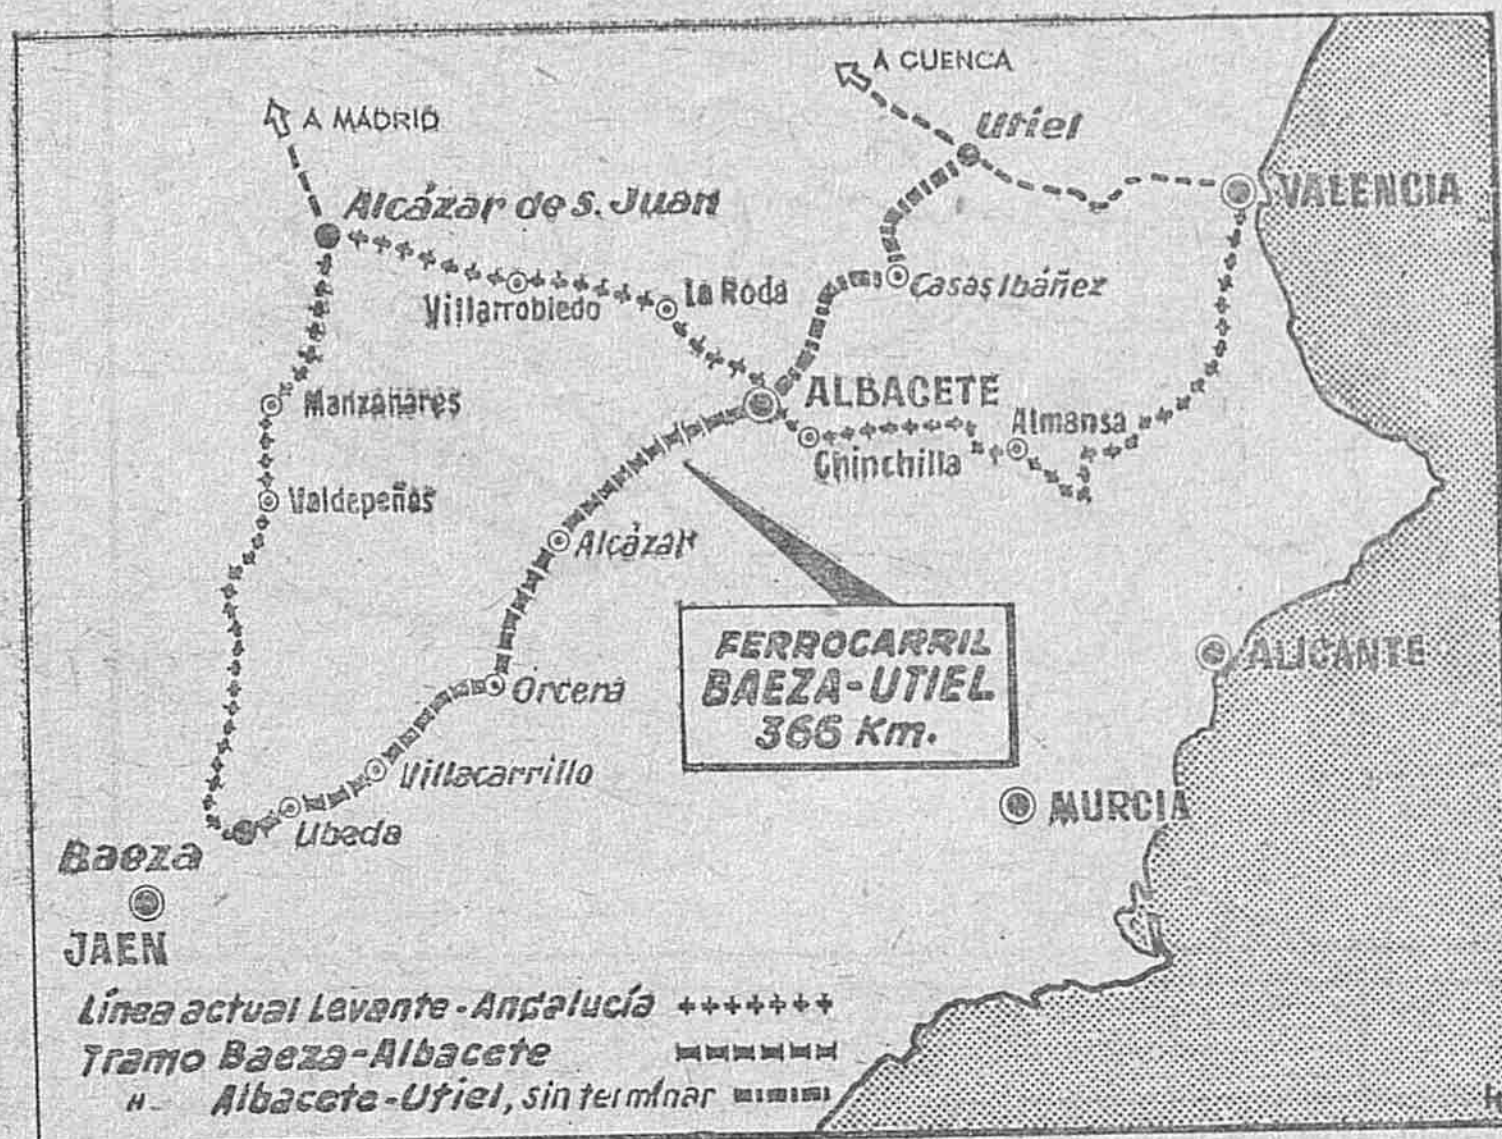 A CUENCA
A MADRID
Utiel
Alcázar de S. Juan
VALENCIA
Villarrobledo
La Roda
Casas Ibáñez
Manzanares
ALBACETE
Almansa
Chinchilla
Valdepeñas
Alcázar
FERROCARRIL
BAEZA-UTIEL
366 Km.
ALICANTE
Orcera
Villacarrillo
MURCIA
Ubeda
Baeza
JAEN
Línea actual Levante-Andalucía
Tramo Baeza-Albacete
" Albacete-Utiel, sin terminar